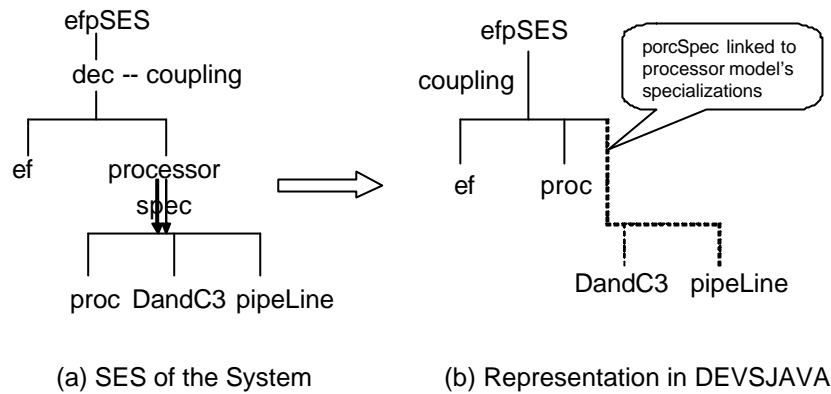 efpSES
dec -- coupling
ef
processor
spec
proc DandC3 pipeLine
(a) SES of the System
efpSES
coupling
porcSpec linked to
processor model's
specializations
ef
proc
DandC3 pipeLine
(b) Representation in DEVSJAVA